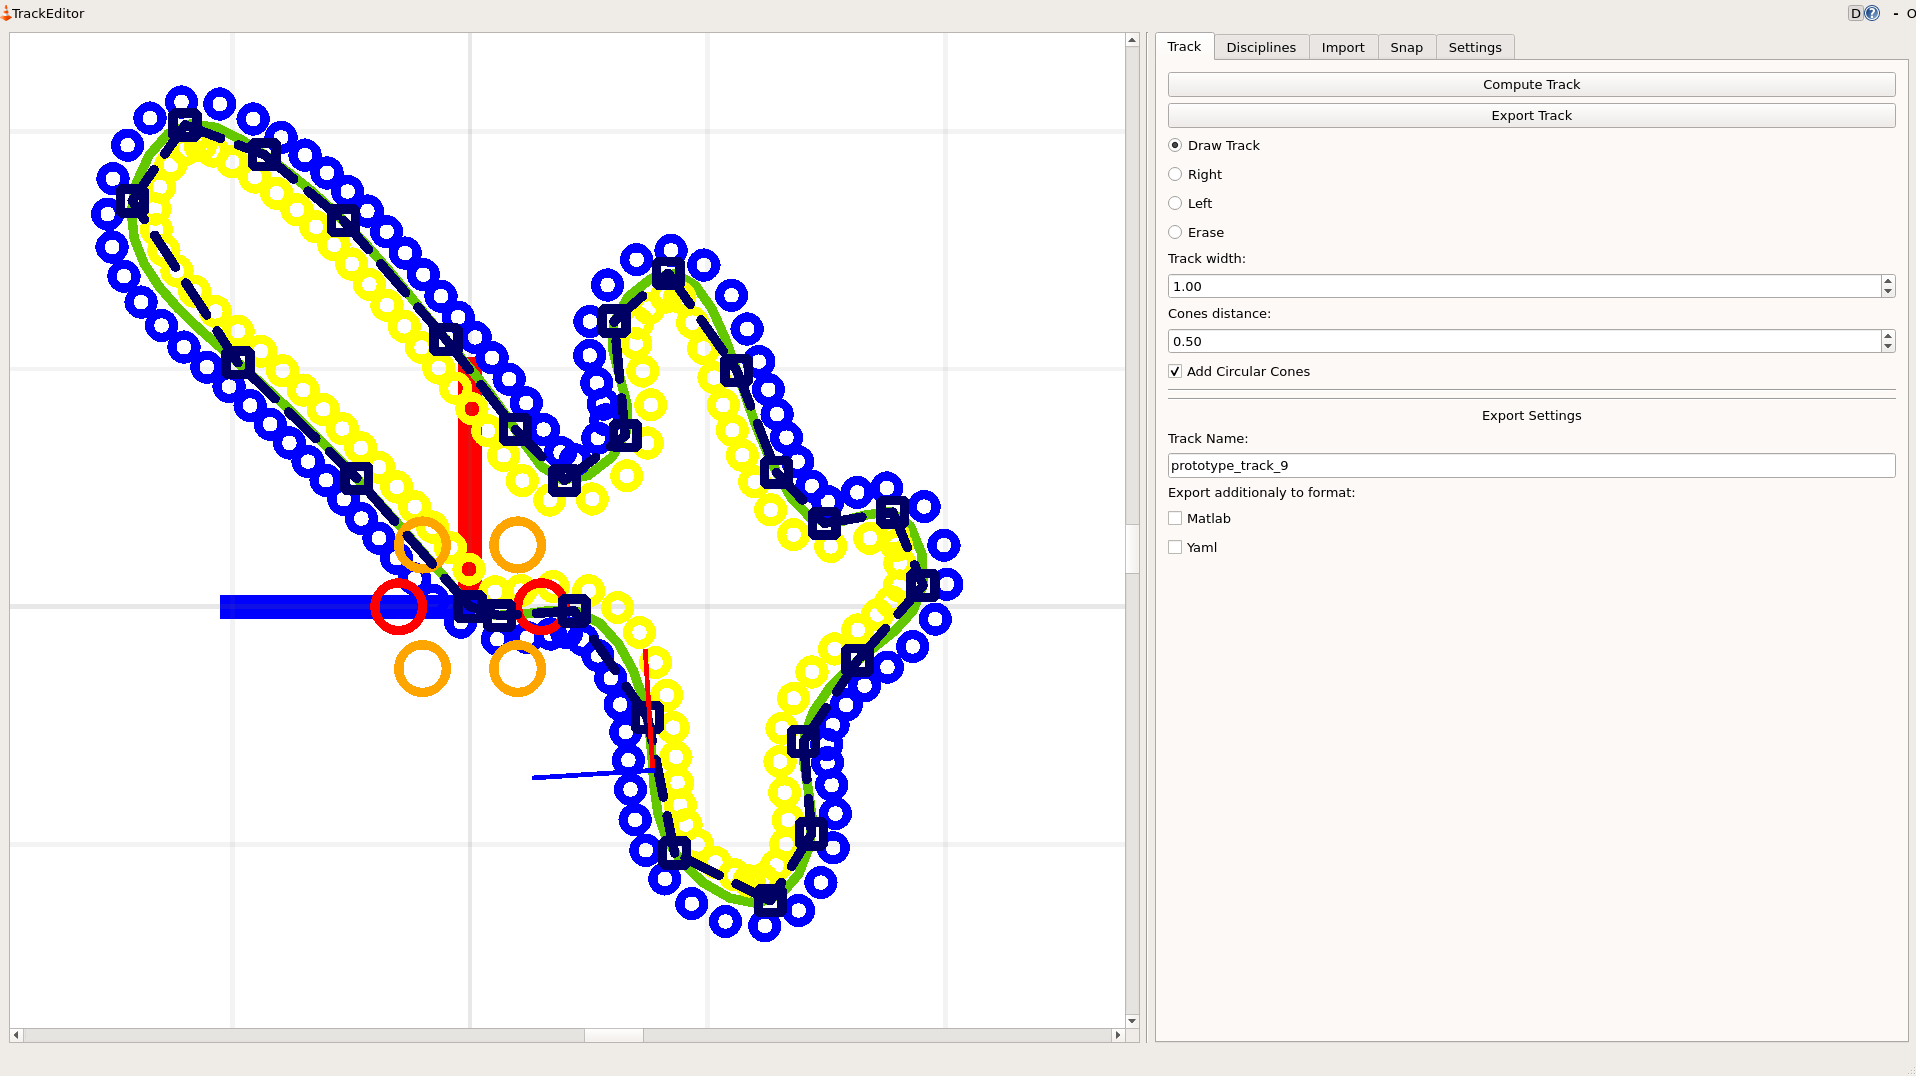 TrackEditor
D ? - O
Track Disciplines Import Snap Settings
Compute Track
Export Track
Draw Track
Right
Left
Erase
Track width:
1.00
Cones distance:
0.50
Add Circular Cones
Export Settings
Track Name:
prototype_track_9
Export additionaly to format:
Matlab
Yaml